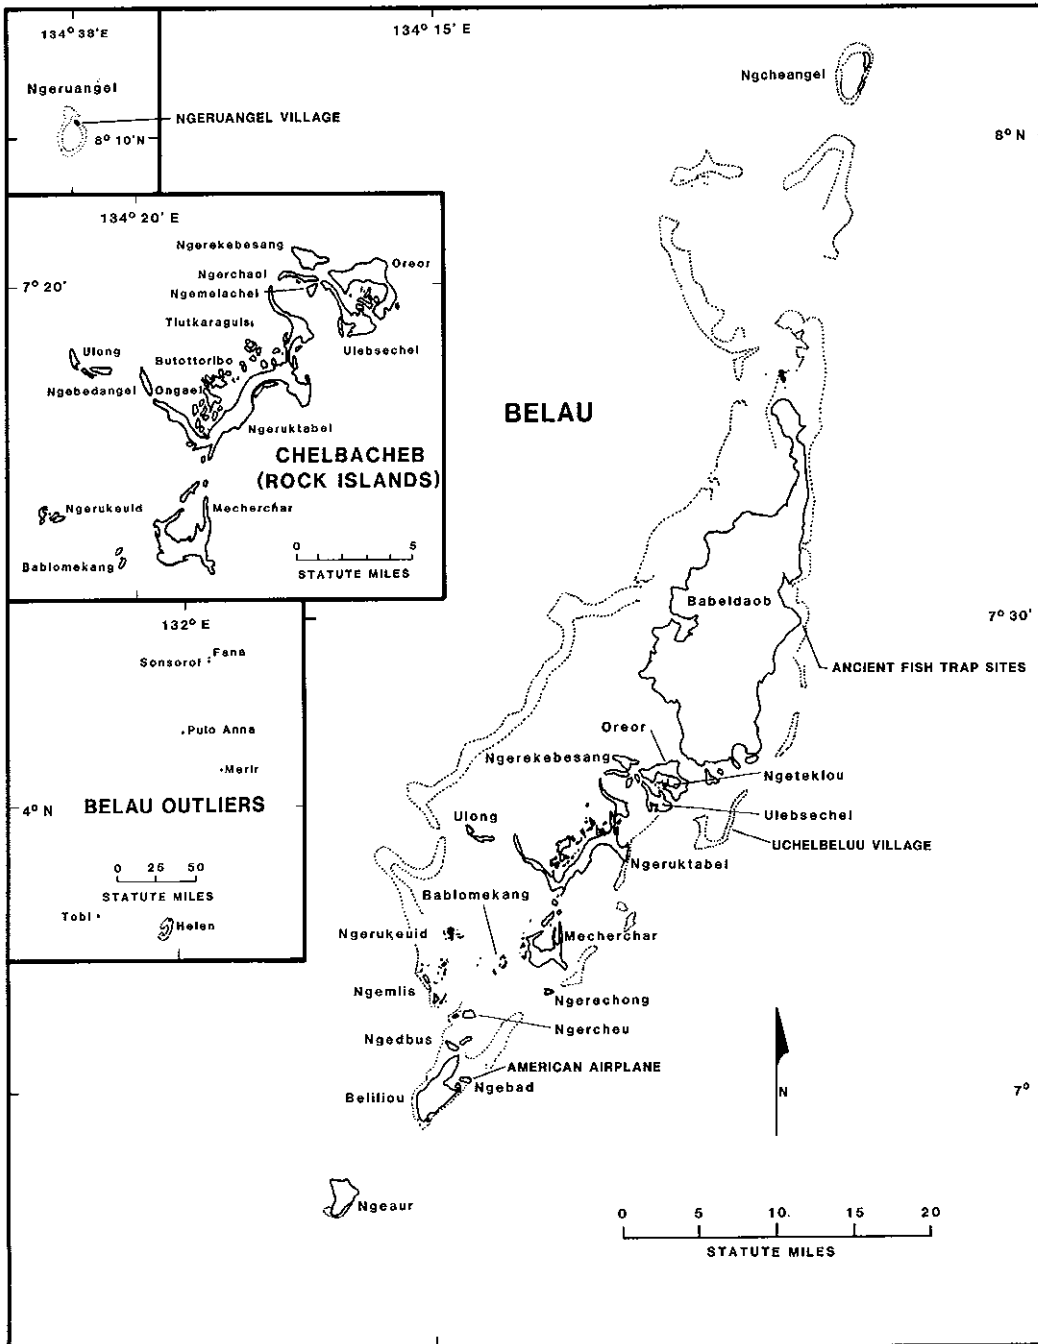 134° 38'E
Ngeruangel
NGERUANGEL VILLAGE
8° 10'N
134° 15' E
Ngcheangel
8° N
134° 20' E
Ngerekebesang
Oreor
Ngerchaol
7° 20'
Ngemelachel
Tlutkaraguis
Ulebsechel
Ulong
Butottoribo
Ngebedangel
Ongael
Ngeruktabel
CHELBACHEB
(ROCK ISLANDS)
Ngerukeuid
Mecherchar
Bablomekang
0 5
STATUTE MILES
BELAU
Babeldaob
7° 30'
ANCIENT FISH TRAP SITES
132° E
Fana
Sonsorol
Pulo Anna
Merir
4° N
BELAU OUTLIERS
0 25 50
STATUTE MILES
Tobi
Helen
Oreor
Ngerekebesang
Ngeteklou
Ulong
Ulebsechel
UCHELBELUU VILLAGE
Ngeruktabel
Bablomekang
Ngerukeuid
Mecherchar
Ngemlis
Ngerechong
Ngercheu
Ngedbus
AMERICAN AIRPLANE
Ngebad
Beliliou
7°
N
Ngeaur
0 5 10 15 20
STATUTE MILES